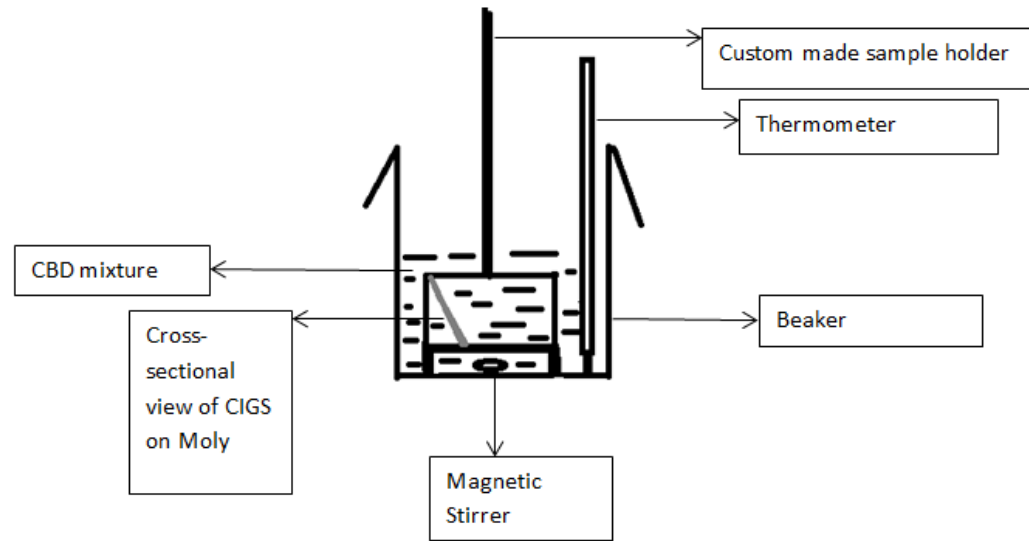 Custom made sample holder
Thermometer
CBD mixture
Cross-
sectional
view of CIGS
on Moly
Beaker
Magnetic
Stirrer